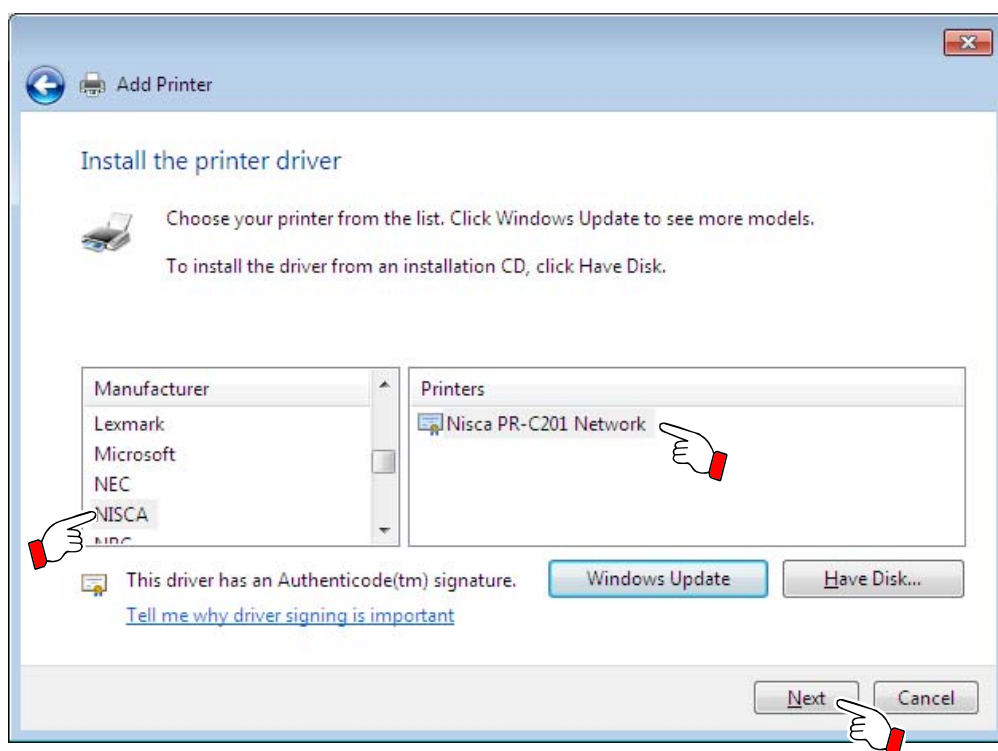 Add Printer
Install the printer driver
Choose your printer from the list. Click Windows Update to see more models.
To install the driver from an installation CD, click Have Disk.
Manufacturer
Lexmark
Microsoft
NEC
NISCA
Printers
Nisca PR-C201 Network
This driver has an Authenticode(tm) signature.
Tell me why driver signing is important
Windows Update
Have Disk...
Next
Cancel